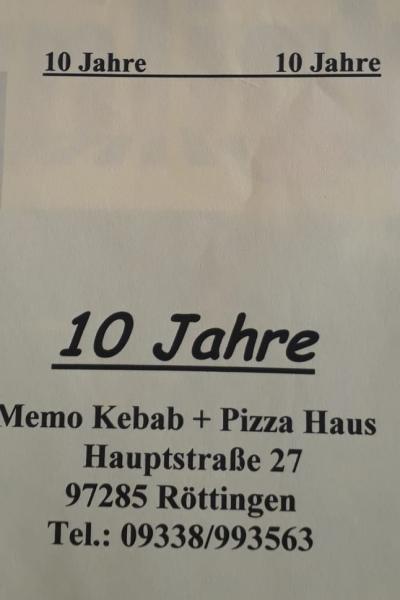 10 Jahre 10 Jahre
10 Jahre
Memo Kebab + Pizza Haus
Hauptstraße 27
97285 Röttingen
Tel.: 09338/993563